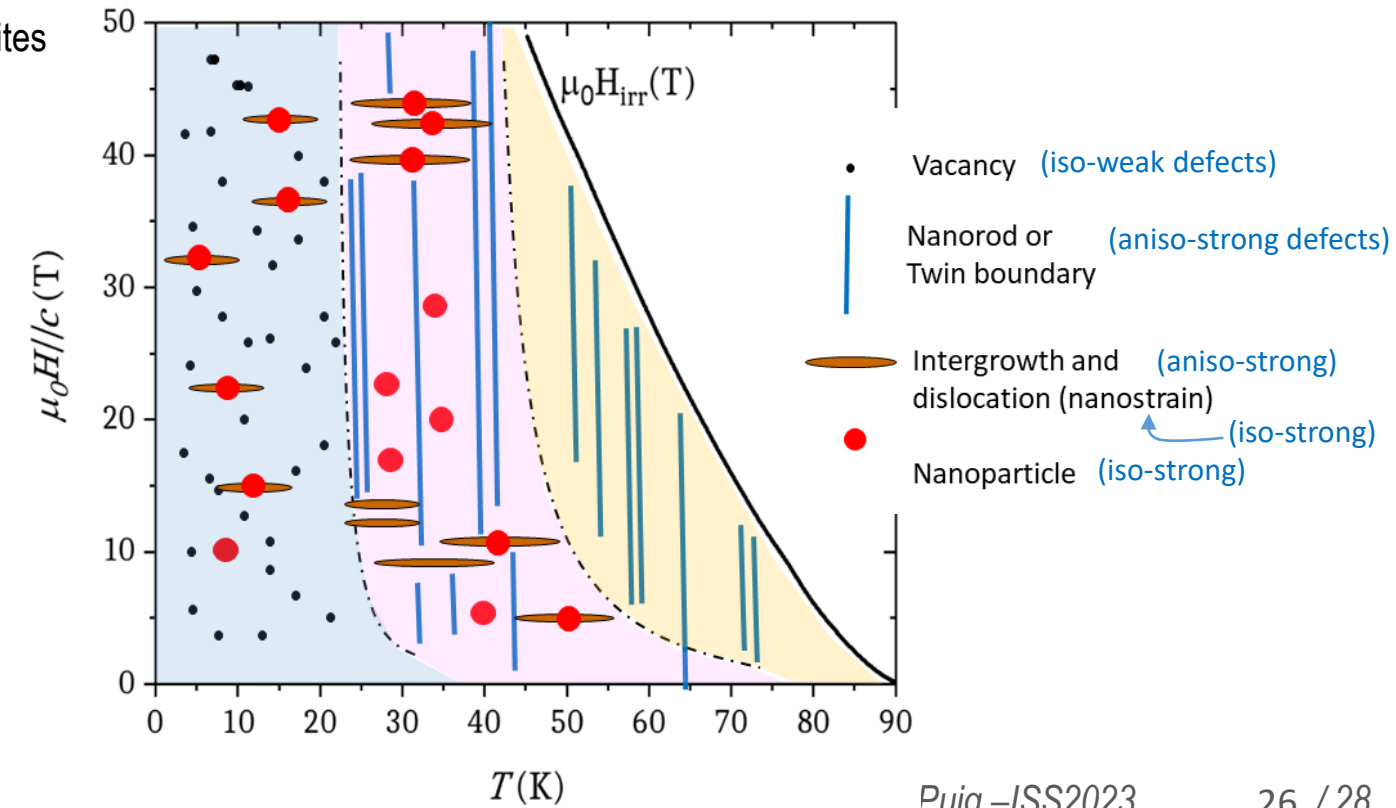 ites
50
40
30
20
10
0
μ₀H//c (T)
0 10 20 30 40 50 60 70 80 90
T (K)
μ₀Hirr(T)
Vacancy (iso-weak defects)
Nanorod or (aniso-strong defects)
Twin boundary
Intergrowth and (aniso-strong)
dislocation (nanostrain)
(iso-strong)
Nanoparticle (iso-strong)
Puig –ISS2023 26 / 28